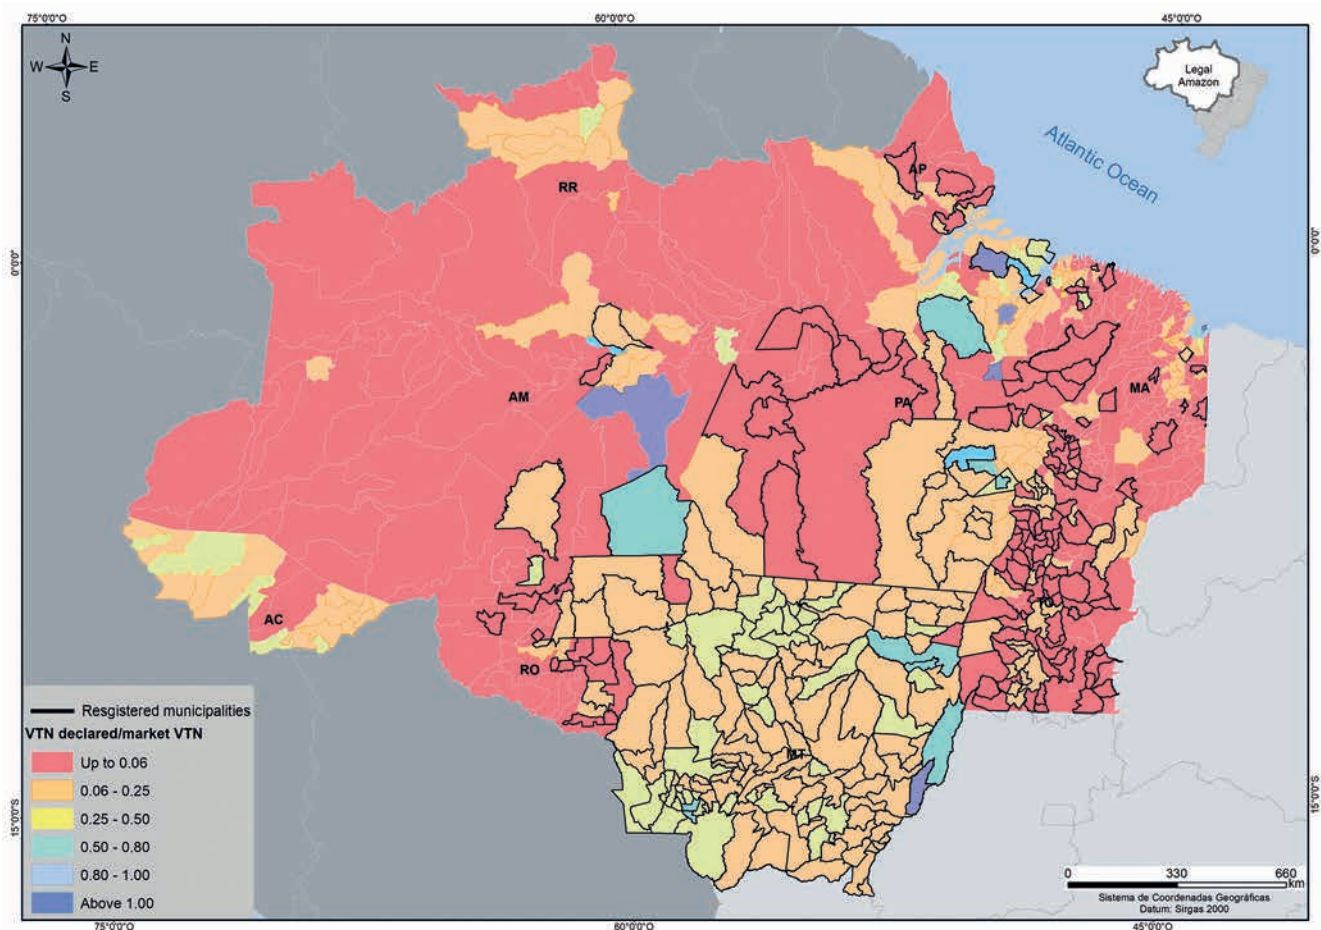 75°0'0"O
60°0'0"O
45°0'0"O
N
W E
S
Legal
Amazon
Atlantic Ocean
AP
RR
0°0'0"
0°0'0"
AM
PA
MA
TO
AC
RO
MT
Resgistered municipalities
VTN declared/market VTN
Up to 0.06
0.06 - 0.25
0.25 - 0.50
0.50 - 0.80
0.80 - 1.00
Above 1.00
15°0'0"S
15°0'0"S
0 330 660
km
Sistema de Coordenadas Geográficas
Datum: Sirgas 2000
75°0'0"O
60°0'0"O
45°0'0"O